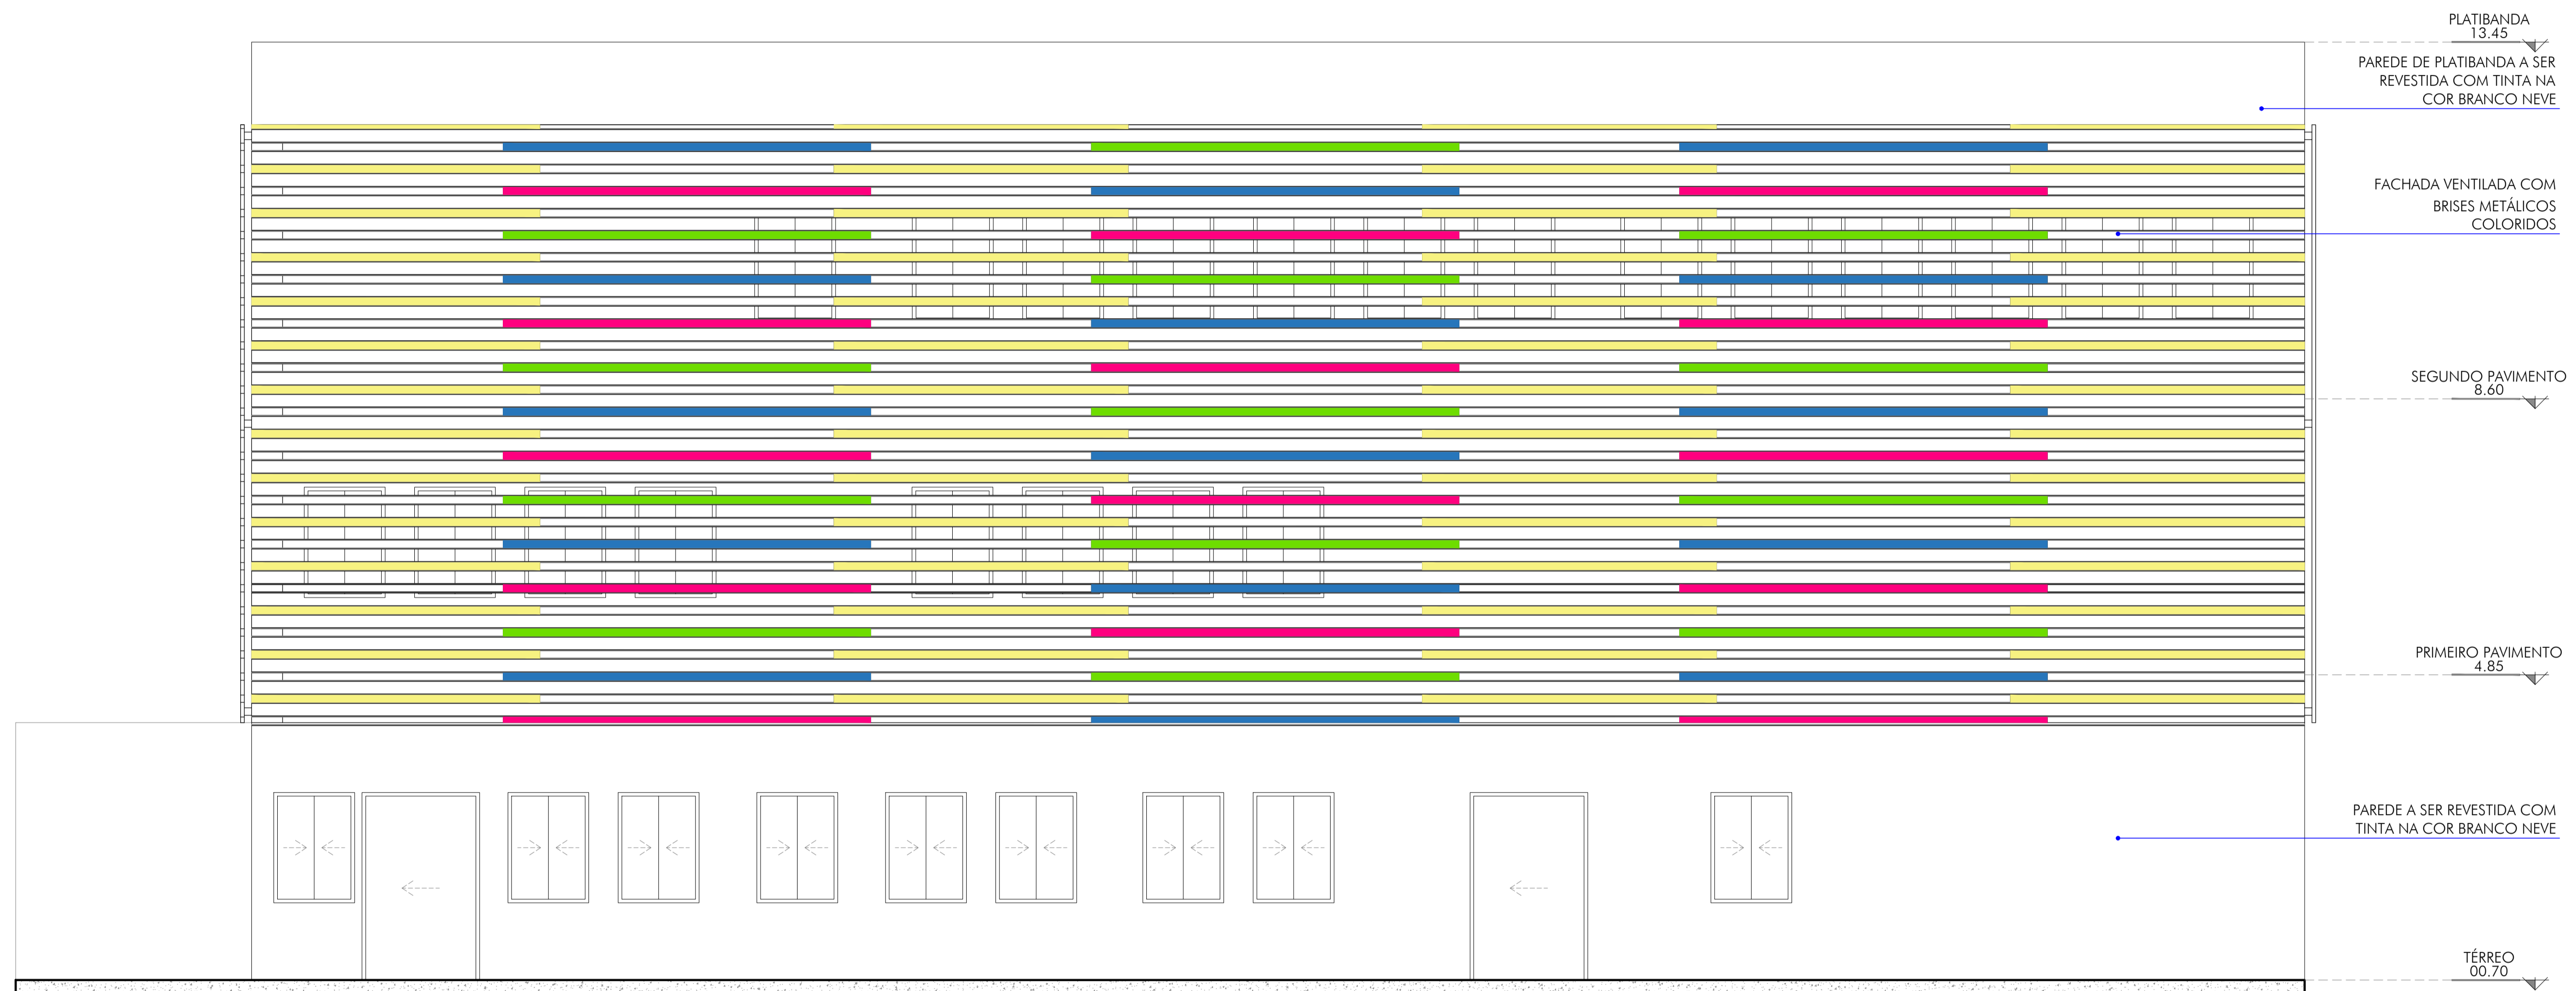 PLATIBANDA
13.45
PAREDE DE PLATIBANDA A SER
REVESTIDA COM TINTA NA
COR BRANCO NEVE
FACHADA VENTILADA COM
BRISES METÁLICOS
COLORIDOS
SEGUNDO PAVIMENTO
8.60
PRIMEIRO PAVIMENTO
4.85
PAREDE A SER REVESTIDA COM
TINTA NA COR BRANCO NEVE
TÉRREO
00.70